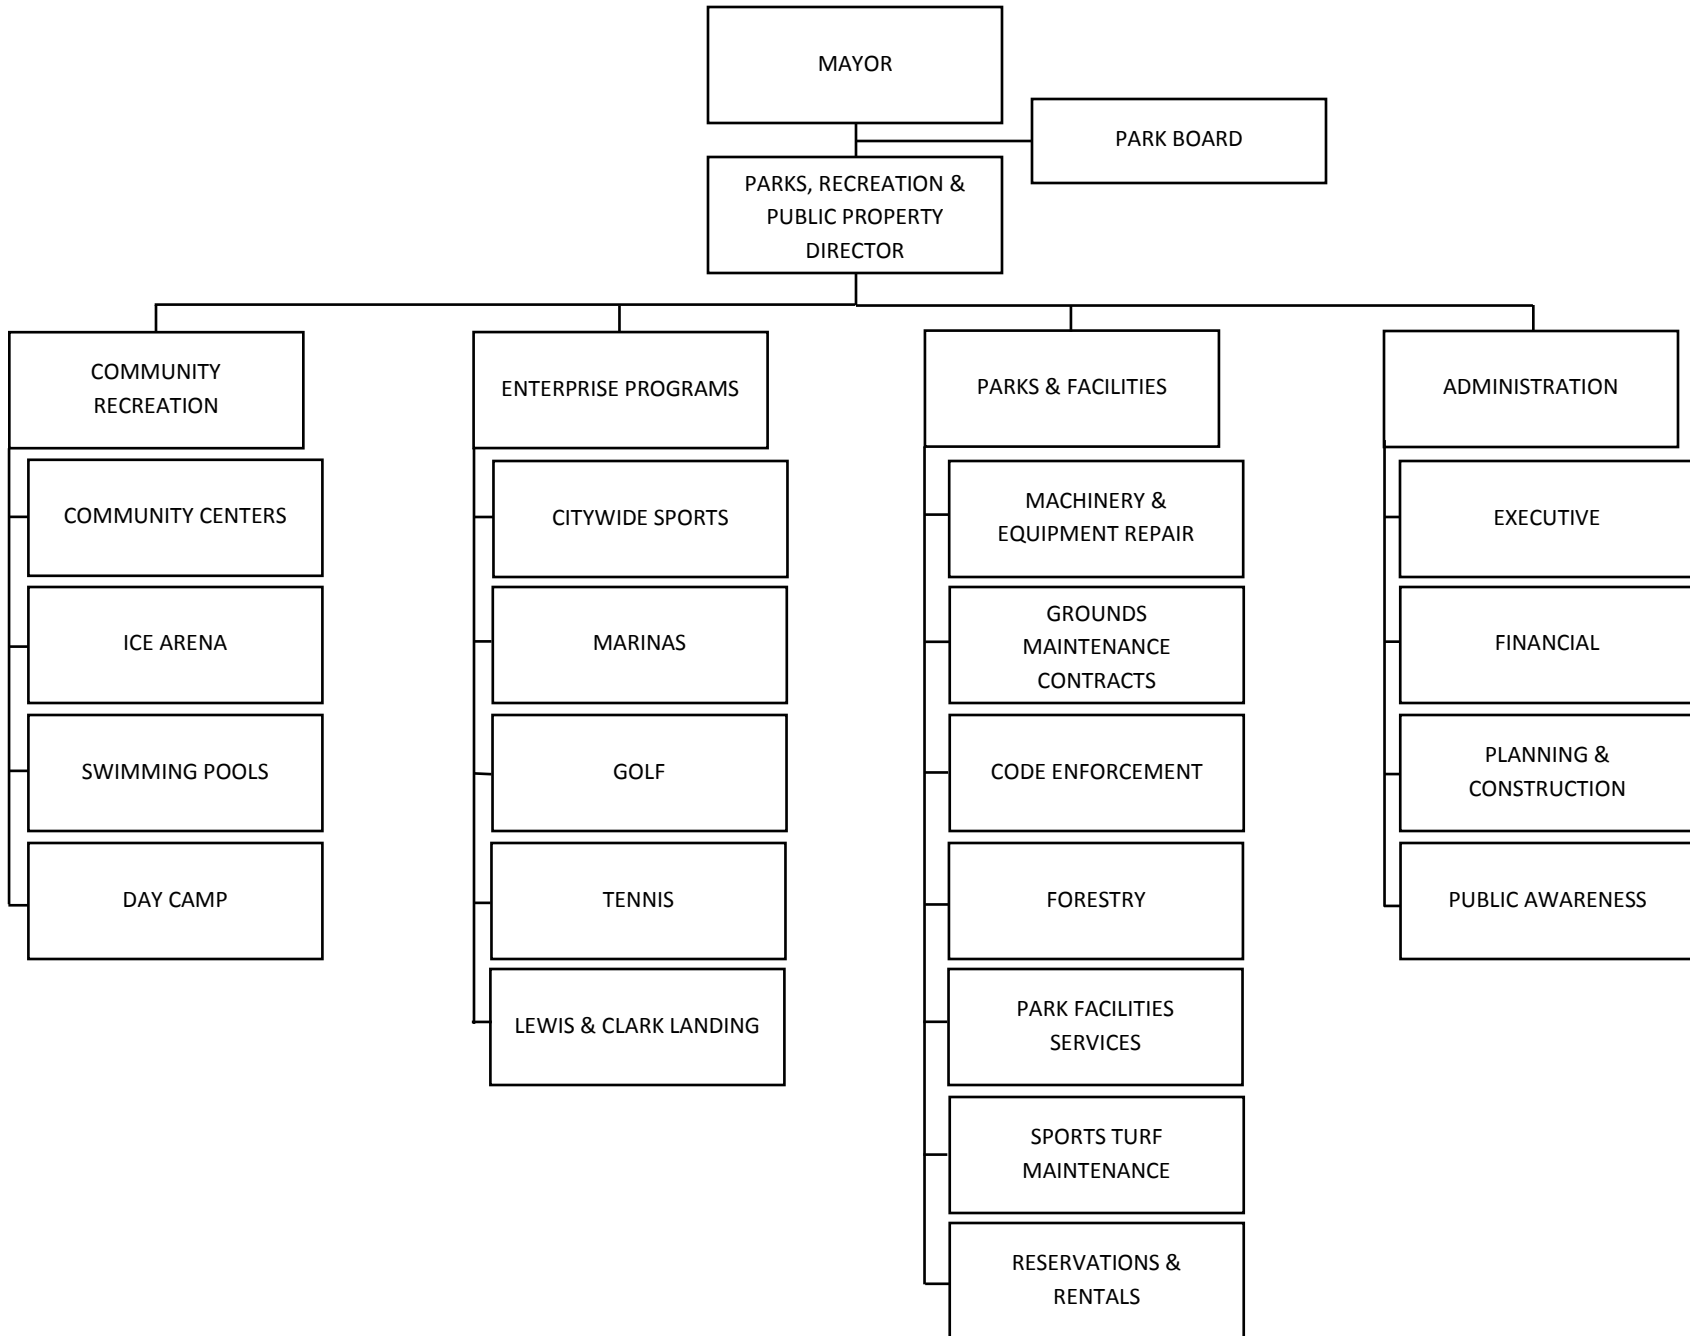 MAYOR
PARK BOARD
PARKS, RECREATION &
PUBLIC PROPERTY
DIRECTOR
COMMUNITY
RECREATION
COMMUNITY CENTERS
ICE ARENA
SWIMMING POOLS
DAY CAMP
ENTERPRISE PROGRAMS
CITYWIDE SPORTS
MARINAS
GOLF
TENNIS
LEWIS & CLARK LANDING
PARKS & FACILITIES
MACHINERY &
EQUIPMENT REPAIR
GROUNDS
MAINTENANCE
CONTRACTS
CODE ENFORCEMENT
FORESTRY
PARK FACILITIES
SERVICES
SPORTS TURF
MAINTENANCE
RESERVATIONS &
RENTALS
ADMINISTRATION
EXECUTIVE
FINANCIAL
PLANNING &
CONSTRUCTION
PUBLIC AWARENESS